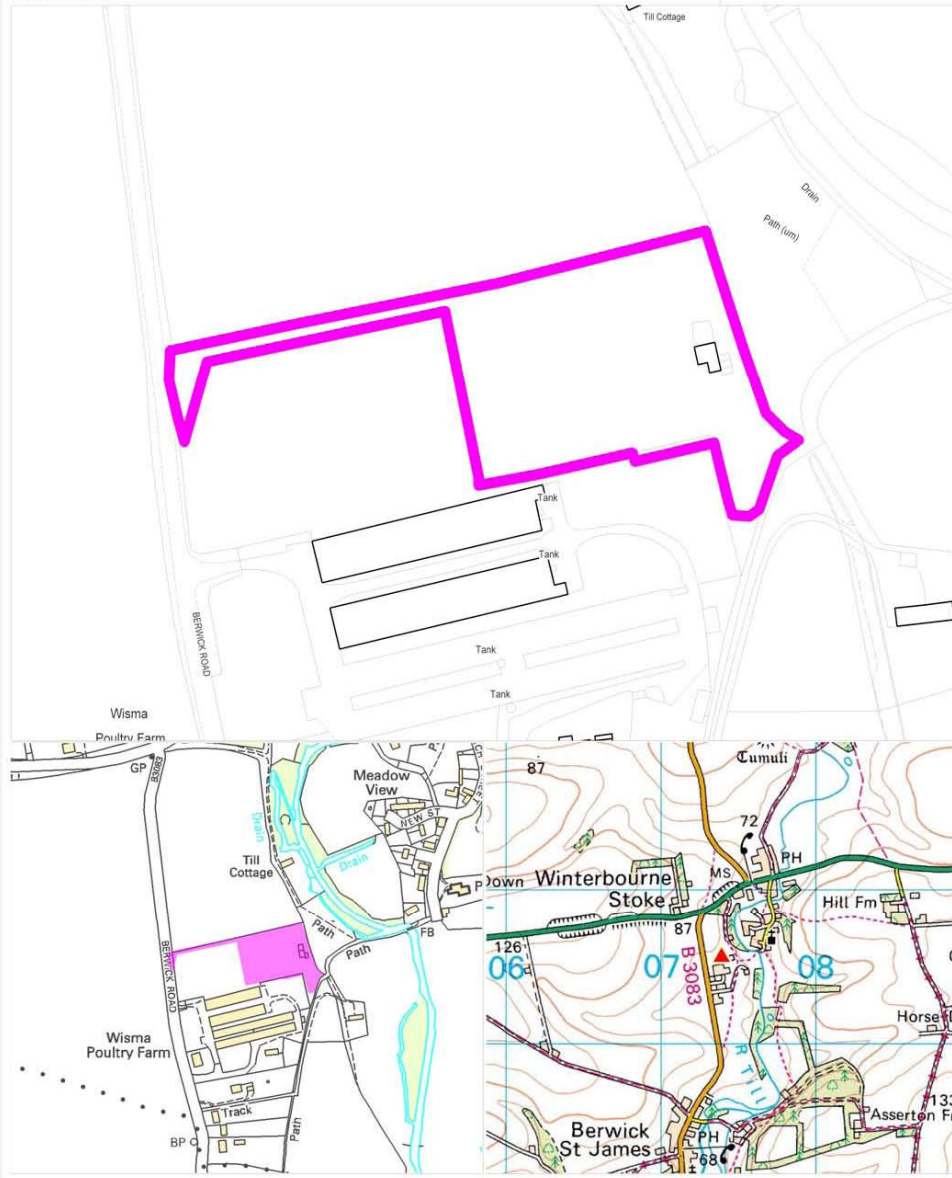 Till Cottage
Drain
Path (um)
Tank
Tank
BERWICK ROAD
Tank
Tank
Wisma
Poultry Farm
GP
B3083
Meadow
View
NEW ST
Drain
Drain
Till
Cottage
Path
Path
FB
BERWICK ROAD
Wisma
Poultry Farm
Track
Path
BP
87
Tumuli
72
PH
MS
Down
Winterbourne
Stoke
Hill Fm
87
126
06
07
B3083
08
R Till
Horse
133
Asserton
Berwick
St James
PH
68